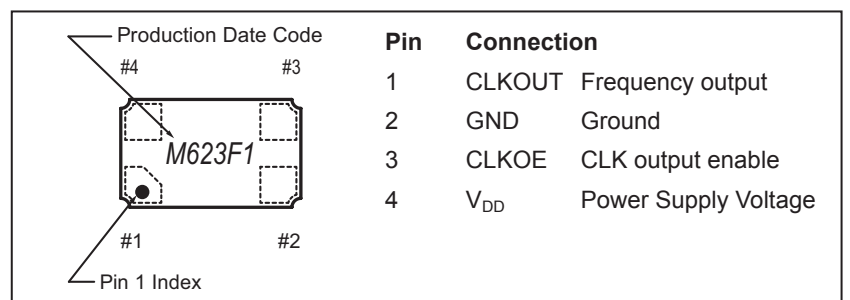 Production Date Code
#4 #3
M623F1
#1 #2
Pin 1 Index
Pin Connection
1 CLKOUT Frequency output
2 GND Ground
3 CLKOE CLK output enable
4 VDD Power Supply Voltage